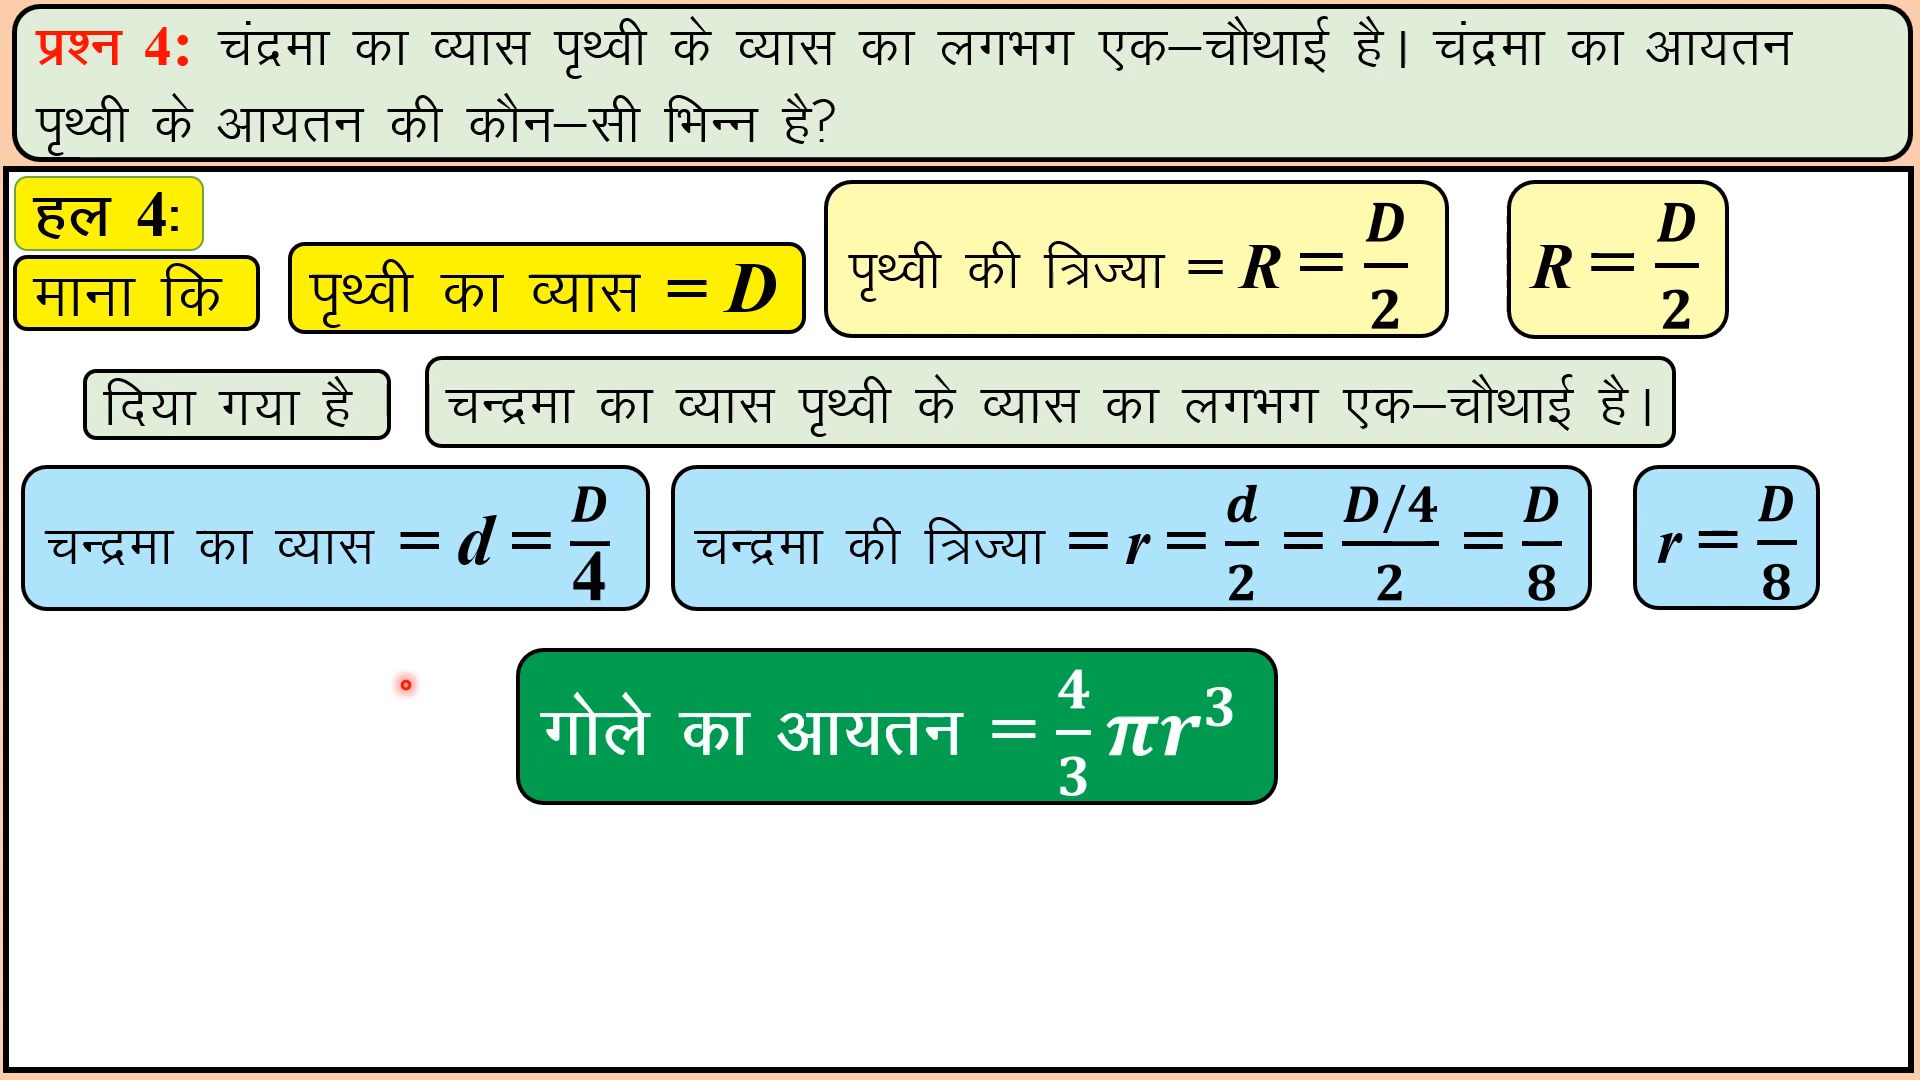 प्रश्न 4: चंद्रमा का व्यास पृथ्वी के व्यास का लगभग एक–चौथाई है। चंद्रमा का आयतन
पृथ्वी के आयतन की कौन–सी भिन्न है?
हल 4:
माना कि
पृथ्वी का व्यास = D
पृथ्वी की त्रिज्या = R = D/2
R = D/2
दिया गया है
चन्द्रमा का व्यास पृथ्वी के व्यास का लगभग एक–चौथाई है।
चन्द्रमा का व्यास = d = D/4
चन्द्रमा की त्रिज्या = r = d/2 = (D/4)/2 = D/8
r = D/8
गोले का आयतन = 4/3 πr³